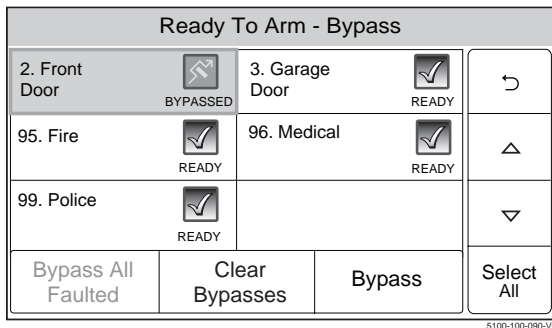 Ready To Arm - Bypass
2. Front
Door
BYPASSED
3. Garage
Door
READY
95. Fire
READY
96. Medical
READY
99. Police
READY
Bypass All
Faulted
Clear
Bypasses
Bypass
Select
All
5100-100-090-V